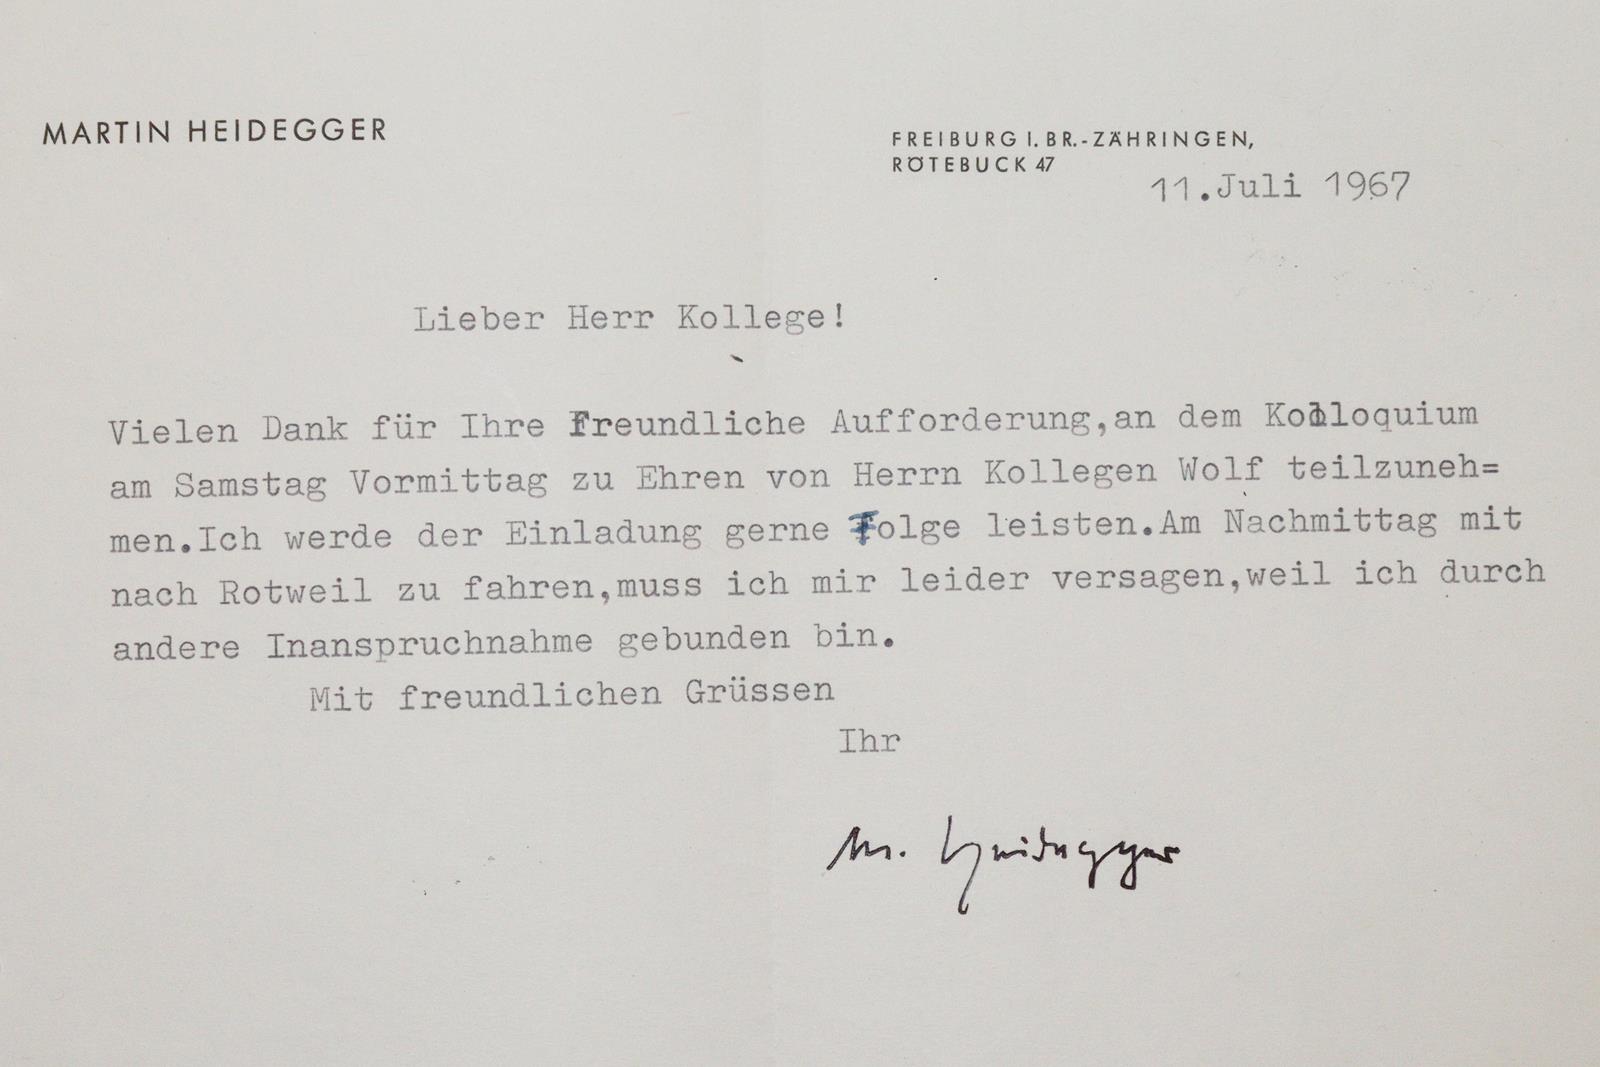 MARTIN HEIDEGGER
FREIBURG I. BR.-ZÄHRINGEN,
RÖTEBUCK 47
11.Juli 1967
Lieber Herr Kollege!
Vielen Dank für Ihre Freundliche Aufforderung,an dem Kolloquium
am Samstag Vormittag zu Ehren von Herrn Kollegen Wolf teilzuneh=
men.Ich werde der Einladung gerne Folge leisten.Am Nachmittag mit
nach Rotweil zu fahren,muss ich mir leider versagen,weil ich durch
andere Inanspruchnahme gebunden bin.
Mit freundlichen Grüssen
Ihr
M. Heidegger